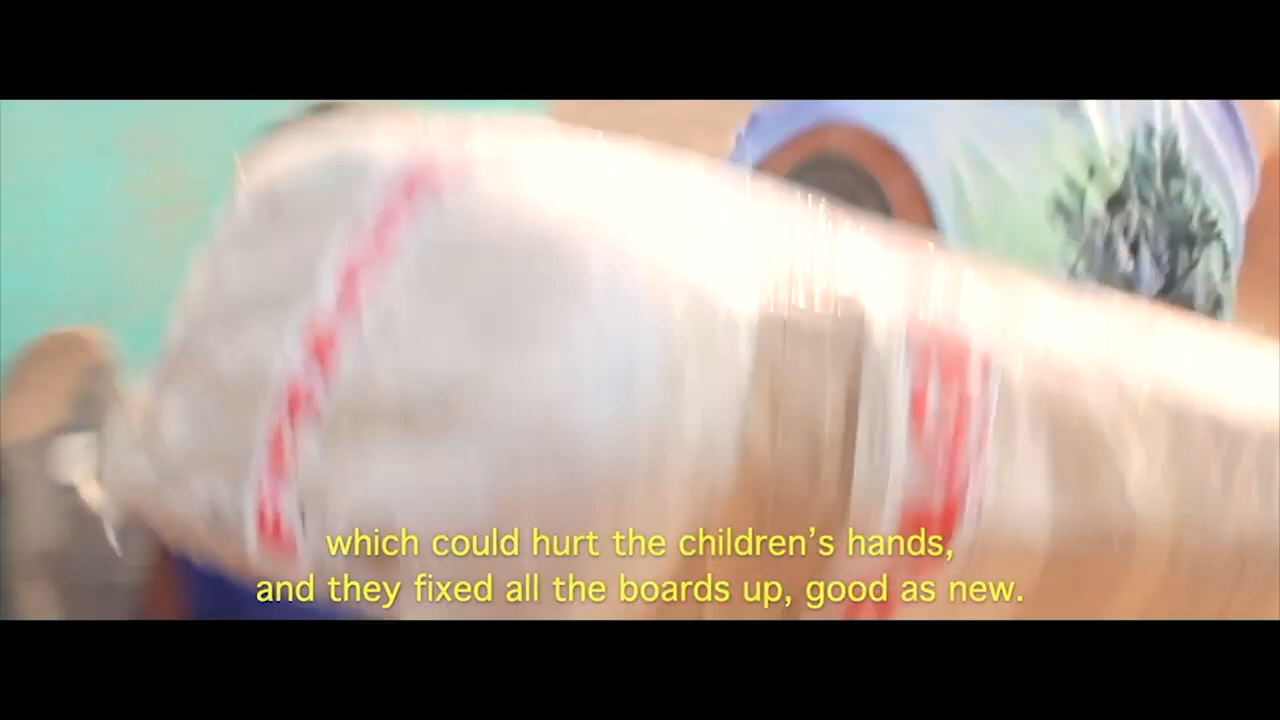 which could hurt the children’s hands,
and they fixed all the boards up, good as new.